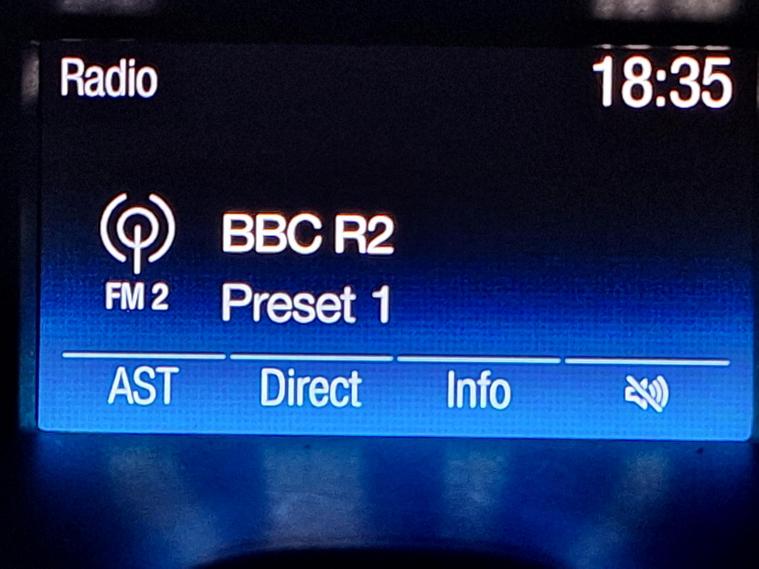 Radio 18:35
BBC R2
FM 2 Preset 1
AST Direct Info